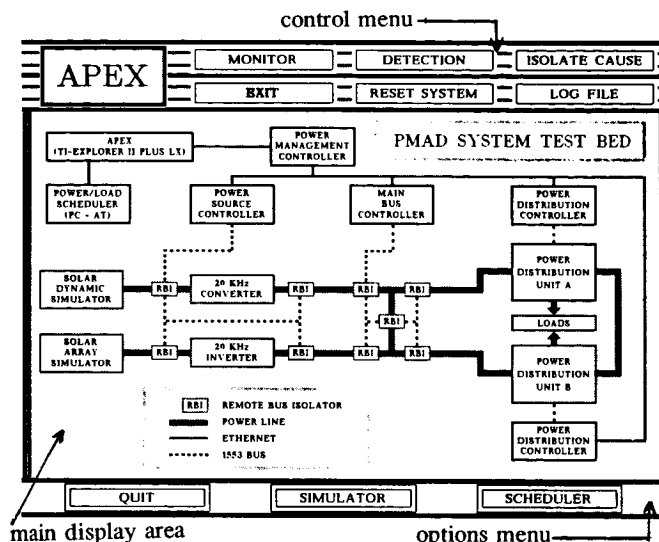 control menu
APEX
MONITOR
DETECTION
ISOLATE CAUSE
EXIT
RESET SYSTEM
LOG FILE
PMAD SYSTEM TEST BED
APEX
(TI-EXPLORER II PLUS LX)
POWER
MANAGEMENT
CONTROLLER
POWER/LOAD
SCHEDULER
(PC - AT)
POWER
SOURCE
CONTROLLER
MAIN
BUS
CONTROLLER
POWER
DISTRIBUTION
CONTROLLER
SOLAR
DYNAMIC
SIMULATOR
RBI
20 KHz
CONVERTER
RBI
RBI
RBI
POWER
DISTRIBUTION
UNIT A
RBI
LOADS
SOLAR
ARRAY
SIMULATOR
RBI
20 KHz
INVERTER
RBI
RBI
RBI
POWER
DISTRIBUTION
UNIT B
RBI
REMOTE BUS ISOLATOR
POWER LINE
ETHERNET
1553 BUS
POWER
DISTRIBUTION
CONTROLLER
QUIT
SIMULATOR
SCHEDULER
main display area
options menu